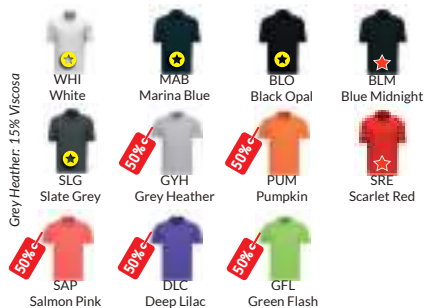 Grey Heather: 15% Viscosa
WHI
White
MAB
Marina Blue
BLO
Black Opal
BLM
Blue Midnight
SLG
Slate Grey
50%
GYH
Grey Heather
50%
PUM
Pumpkin
SRE
Scarlet Red
50%
SAP
Salmon Pink
50%
DLC
Deep Lilac
50%
GFL
Green Flash